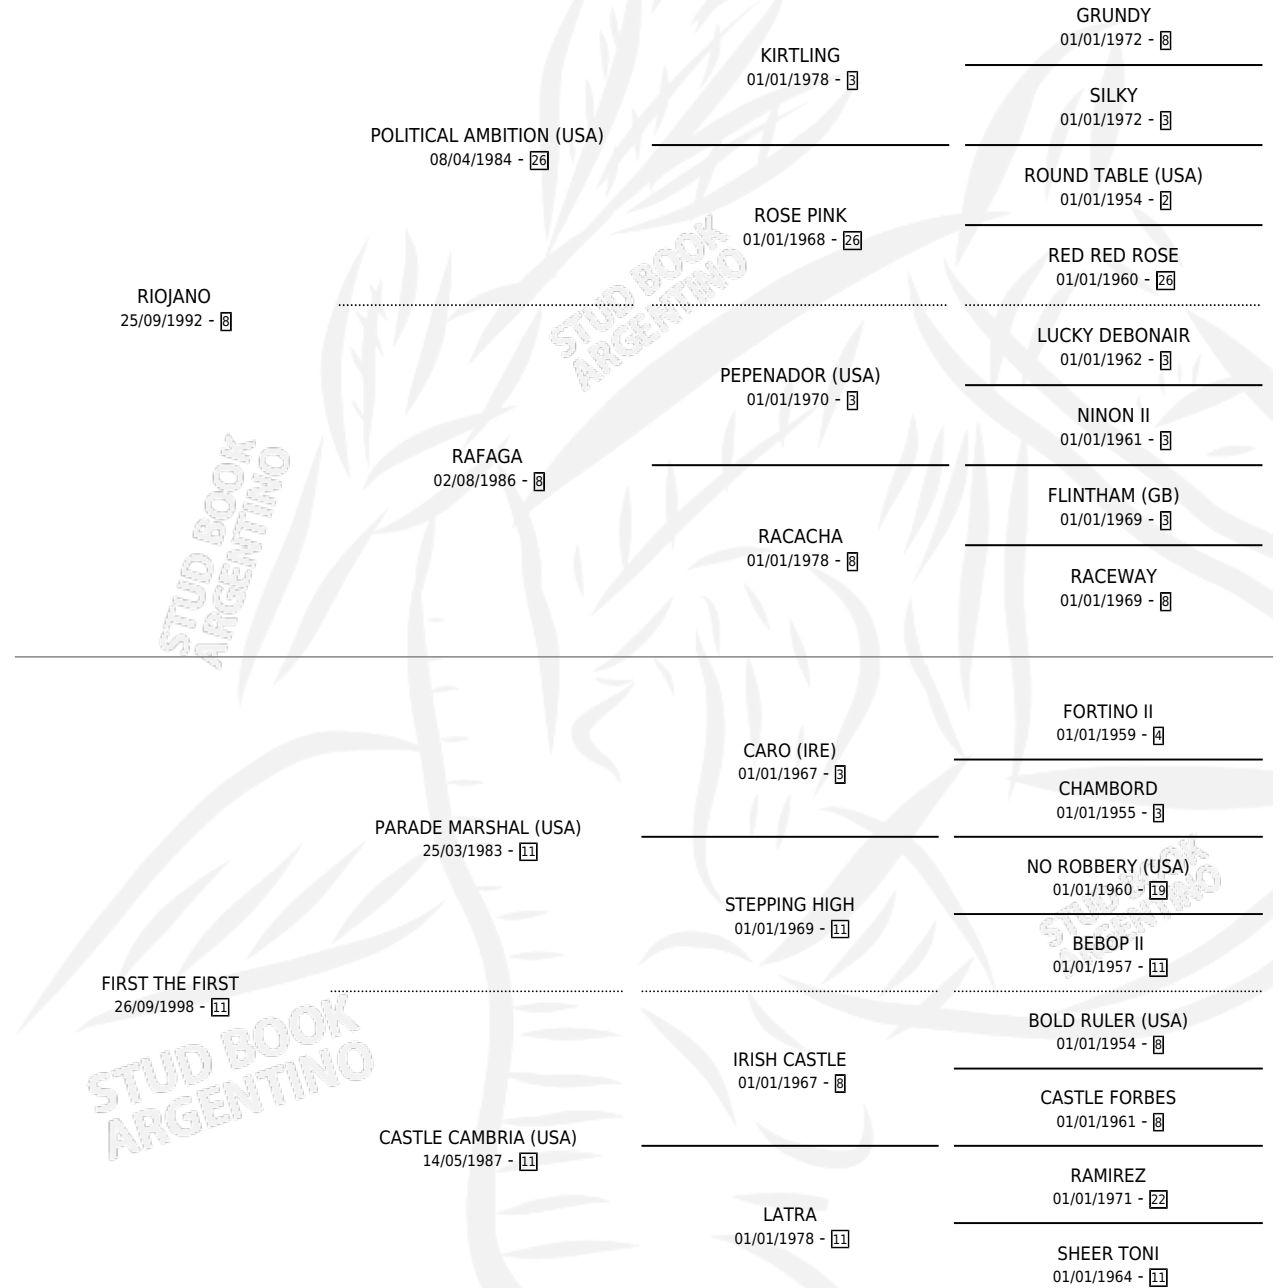 GRUNDY
01/01/1972 - 8
KIRTLING
01/01/1978 - 3
SILKY
01/01/1972 - 3
POLITICAL AMBITION (USA)
08/04/1984 - 26
ROUND TABLE (USA)
01/01/1954 - 2
ROSE PINK
01/01/1968 - 26
RED RED ROSE
01/01/1960 - 26
RIOJANO
25/09/1992 - 8
LUCKY DEBONAIR
01/01/1962 - 3
PEPENADOR (USA)
01/01/1970 - 3
NINON II
01/01/1961 - 3
RAFAGA
02/08/1986 - 8
FLINTHAM (GB)
01/01/1969 - 3
RACACHA
01/01/1978 - 8
RACEWAY
01/01/1969 - 8
STUD BOOK
ARGENTINO
STUD BOOK
ARGENTINO
FORTINO II
01/01/1959 - 4
CARO (IRE)
01/01/1967 - 3
CHAMBORD
01/01/1955 - 3
PARADE MARSHAL (USA)
25/03/1983 - 11
NO ROBBERY (USA)
01/01/1960 - 19
STEPPING HIGH
01/01/1969 - 11
BEBOP II
01/01/1957 - 11
FIRST THE FIRST
26/09/1998 - 11
BOLD RULER (USA)
01/01/1954 - 8
IRISH CASTLE
01/01/1967 - 8
CASTLE FORBES
01/01/1961 - 8
CASTLE CAMBRIA (USA)
14/05/1987 - 11
RAMIREZ
01/01/1971 - 22
LATRA
01/01/1978 - 11
SHEER TONI
01/01/1964 - 11
STUD BOOK
ARGENTINO
STUD BOOK
ARGENTINO